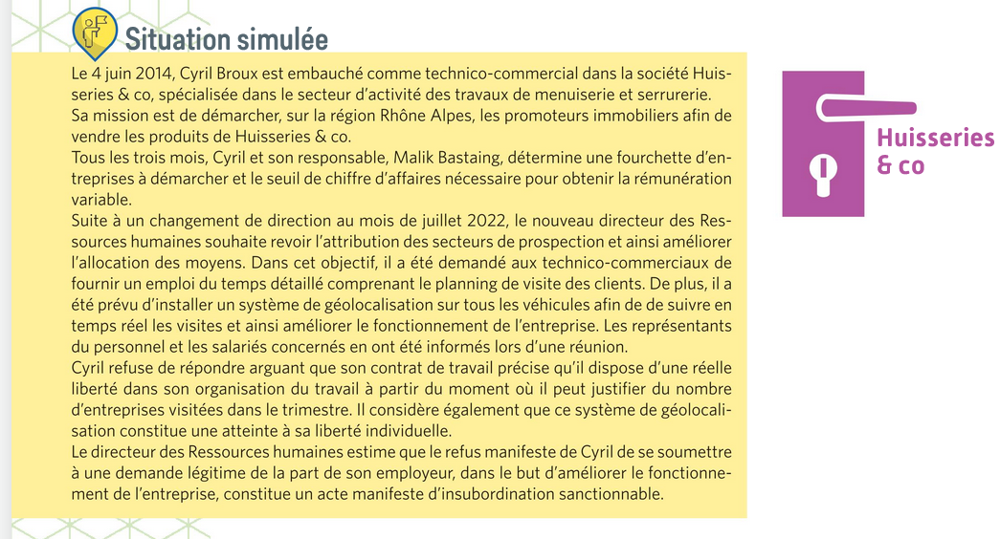 Situation simulée
Le 4 juin 2014, Cyril Broux est embauché comme technico-commercial dans la société Huis-
series & co, spécialisée dans le secteur d'activité des travaux de menuiserie et serrurerie.
Sa mission est de démarcher, sur la région Rhône Alpes, les promoteurs immobiliers afin de
vendre les produits de Huisseries & co.
Tous les trois mois, Cyril et son responsable, Malik Bastaing, détermine une fourchette d'en-
treprises à démarcher et le seuil de chiffre d'affaires nécessaire pour obtenir la rémunération
variable.
Suite à un changement de direction au mois de juillet 2022, le nouveau directeur des Res-
sources humaines souhaite revoir l'attribution des secteurs de prospection et ainsi améliorer
l'allocation des moyens. Dans cet objectif, il a été demandé aux technico-commerciaux de
fournir un emploi du temps détaillé comprenant le planning de visite des clients. De plus, il a
été prévu d'installer un système de géolocalisation sur tous les véhicules afin de de suivre en
temps réel les visites et ainsi améliorer le fonctionnement de l'entreprise. Les représentants
du personnel et les salariés concernés en ont été informés lors d'une réunion.
Cyril refuse de répondre arguant que son contrat de travail précise qu'il dispose d'une réelle
liberté dans son organisation du travail à partir du moment où il peut justifier du nombre
d'entreprises visitées dans le trimestre. Il considère également que ce système de géolocali-
sation constitue une atteinte à sa liberté individuelle.
Le directeur des Ressources humaines estime que le refus manifeste de Cyril de se soumettre
à une demande légitime de la part de son employeur, dans le but d'améliorer le fonctionne-
ment de l'entreprise, constitue un acte manifeste d'insubordination sanctionnable.
Huisseries
& co